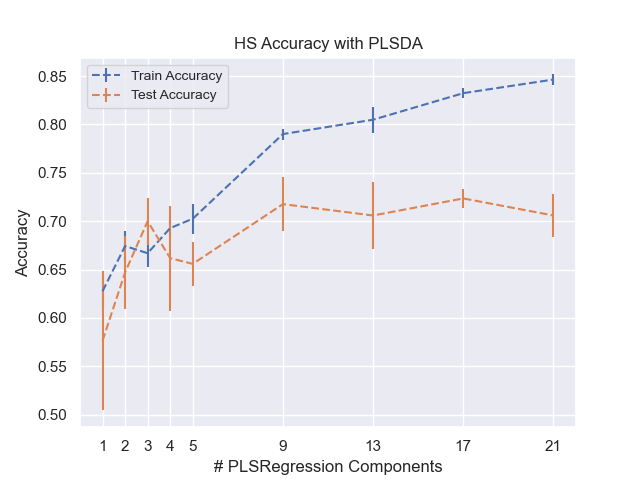 HS Accuracy with PLSDA
Train Accuracy
Test Accuracy
Accuracy
0.85
0.80
0.75
0.70
0.65
0.60
0.55
0.50
1 2 3 4 5 9 13 17 21
# PLSRegression Components